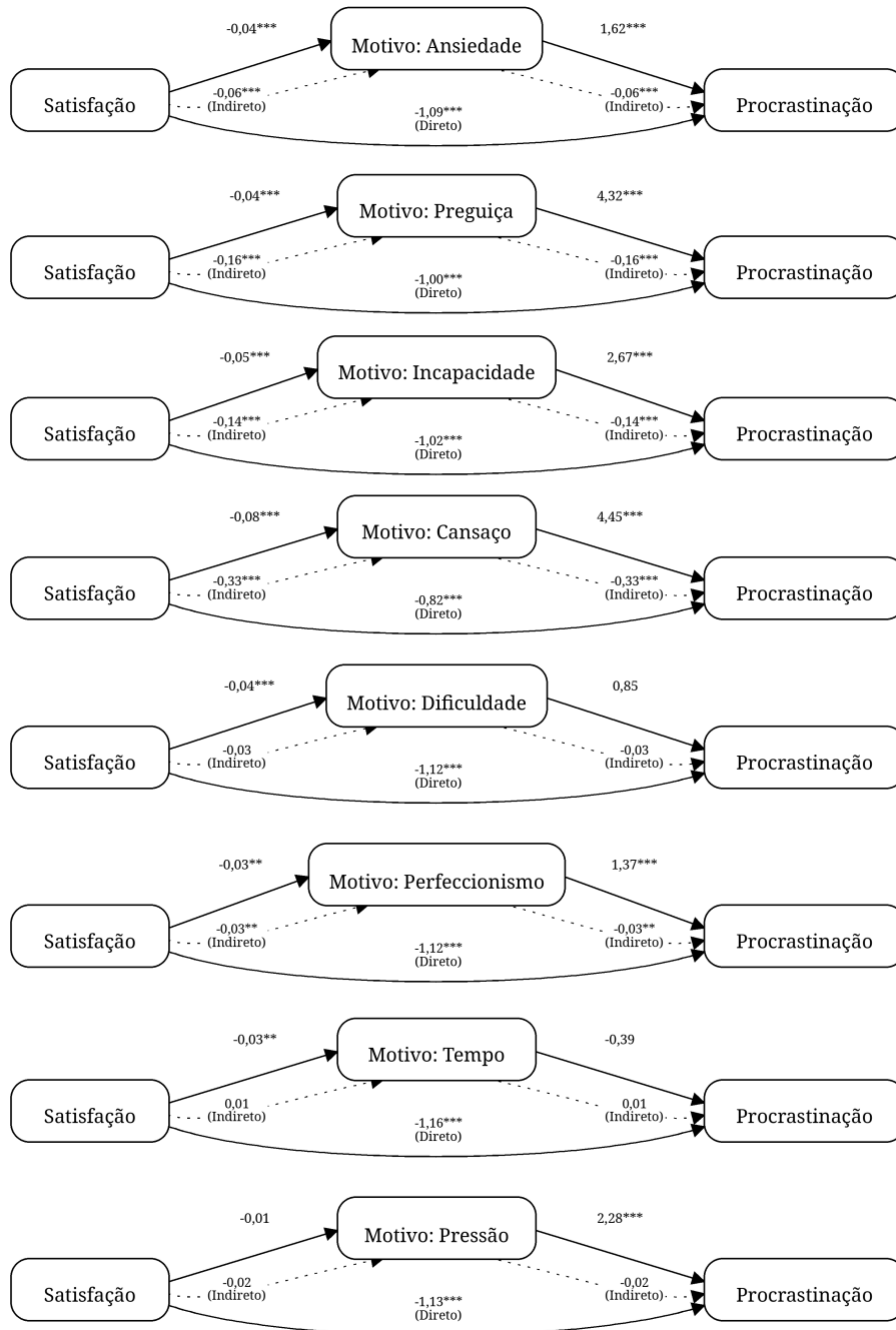 -0,04***
Motivo: Ansiedade
1,62***
Satisfação
-0,06***
(Indireto)
-0,06***
(Indireto)
-1,09***
(Direto)
Procrastinação
-0,04***
Motivo: Preguiça
4,32***
Satisfação
-0,16***
(Indireto)
-0,16***
(Indireto)
-1,00***
(Direto)
Procrastinação
-0,05***
Motivo: Incapacidade
2,67***
Satisfação
-0,14***
(Indireto)
-0,14***
(Indireto)
-1,02***
(Direto)
Procrastinação
-0,08***
Motivo: Cansaço
4,45***
Satisfação
-0,33***
(Indireto)
-0,33***
(Indireto)
-0,82***
(Direto)
Procrastinação
-0,04***
Motivo: Dificuldade
0,85
Satisfação
-0,03
(Indireto)
-0,03
(Indireto)
-1,12***
(Direto)
Procrastinação
-0,03**
Motivo: Perfeccionismo
1,37***
Satisfação
-0,03**
(Indireto)
-0,03**
(Indireto)
-1,12***
(Direto)
Procrastinação
-0,03**
Motivo: Tempo
-0,39
Satisfação
0,01
(Indireto)
0,01
(Indireto)
-1,16***
(Direto)
Procrastinação
-0,01
Motivo: Pressão
2,28***
Satisfação
-0,02
(Indireto)
-0,02
(Indireto)
-1,13***
(Direto)
Procrastinação